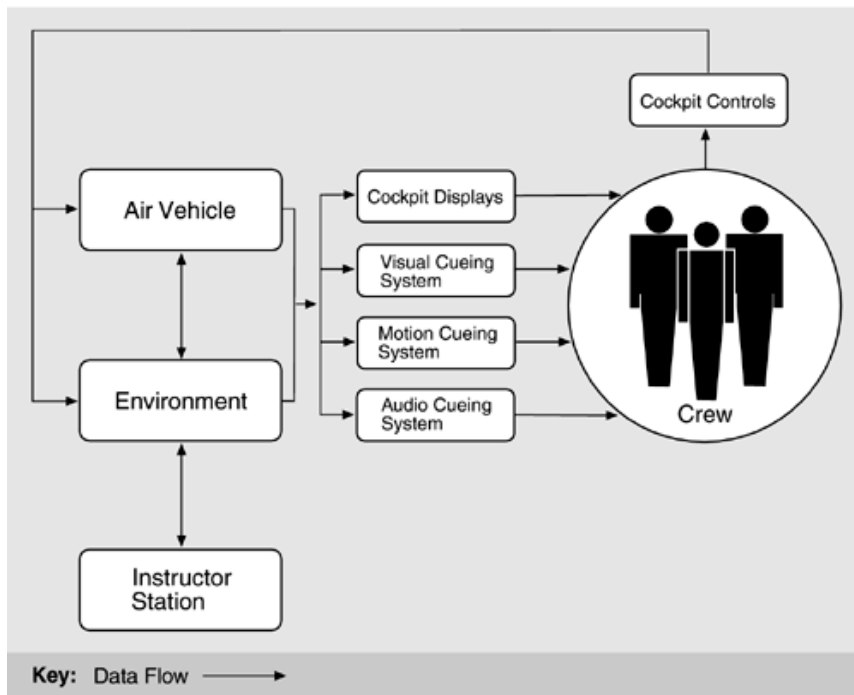 Cockpit Controls
Air Vehicle
Cockpit Displays
Visual Cueing
System
Motion Cueing
System
Environment
Audio Cueing
System
Crew
Instructor
Station
Key: Data Flow